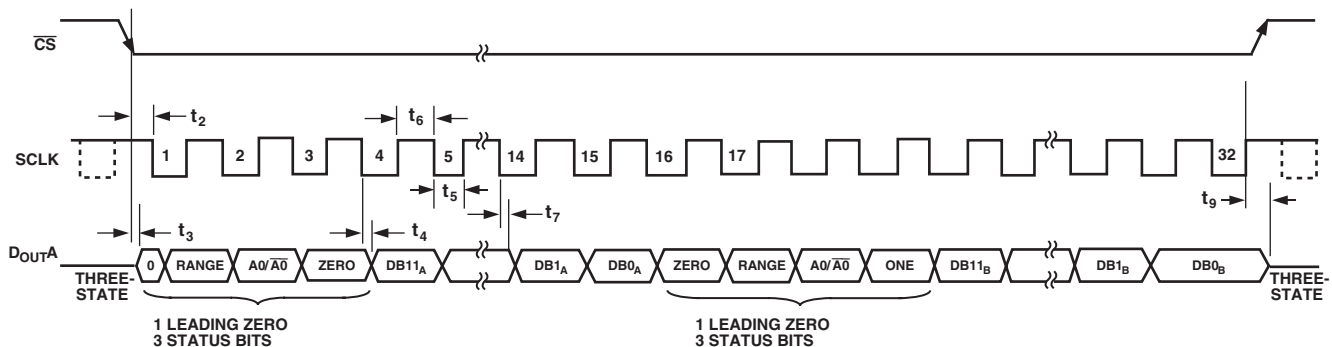 CS
t2
t6
SCLK
1 2 3 4 5 14 15 16 17 32
t5
t7
t9
t3
t4
DOUTA
0 RANGE A0/A0 ZERO DB11A DB1A DB0A ZERO RANGE A0/A0 ONE DB11B DB1B DB0B
THREE-
STATE
THREE-
STATE
1 LEADING ZERO
3 STATUS BITS
1 LEADING ZERO
3 STATUS BITS